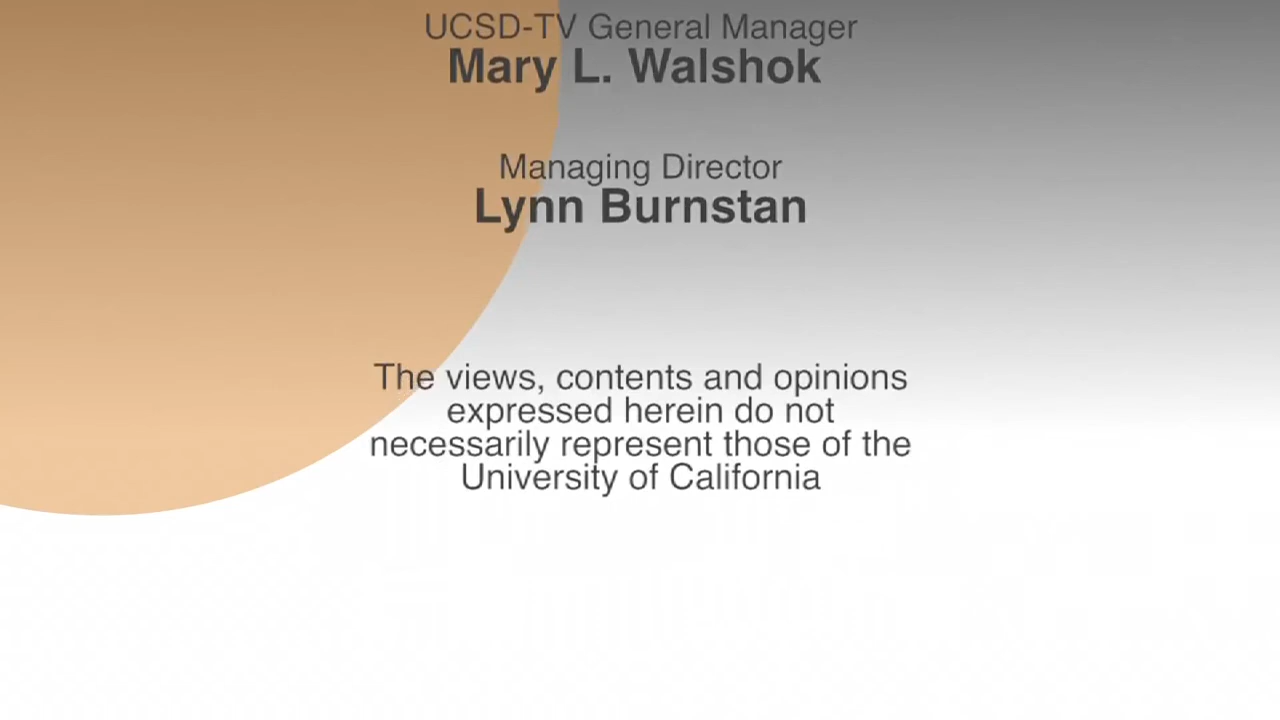 UCSD-TV General Manager
Mary L. Walshok
Managing Director
Lynn Burnstan
The views, contents and opinions
expressed herein do not
necessarily represent those of the
University of California